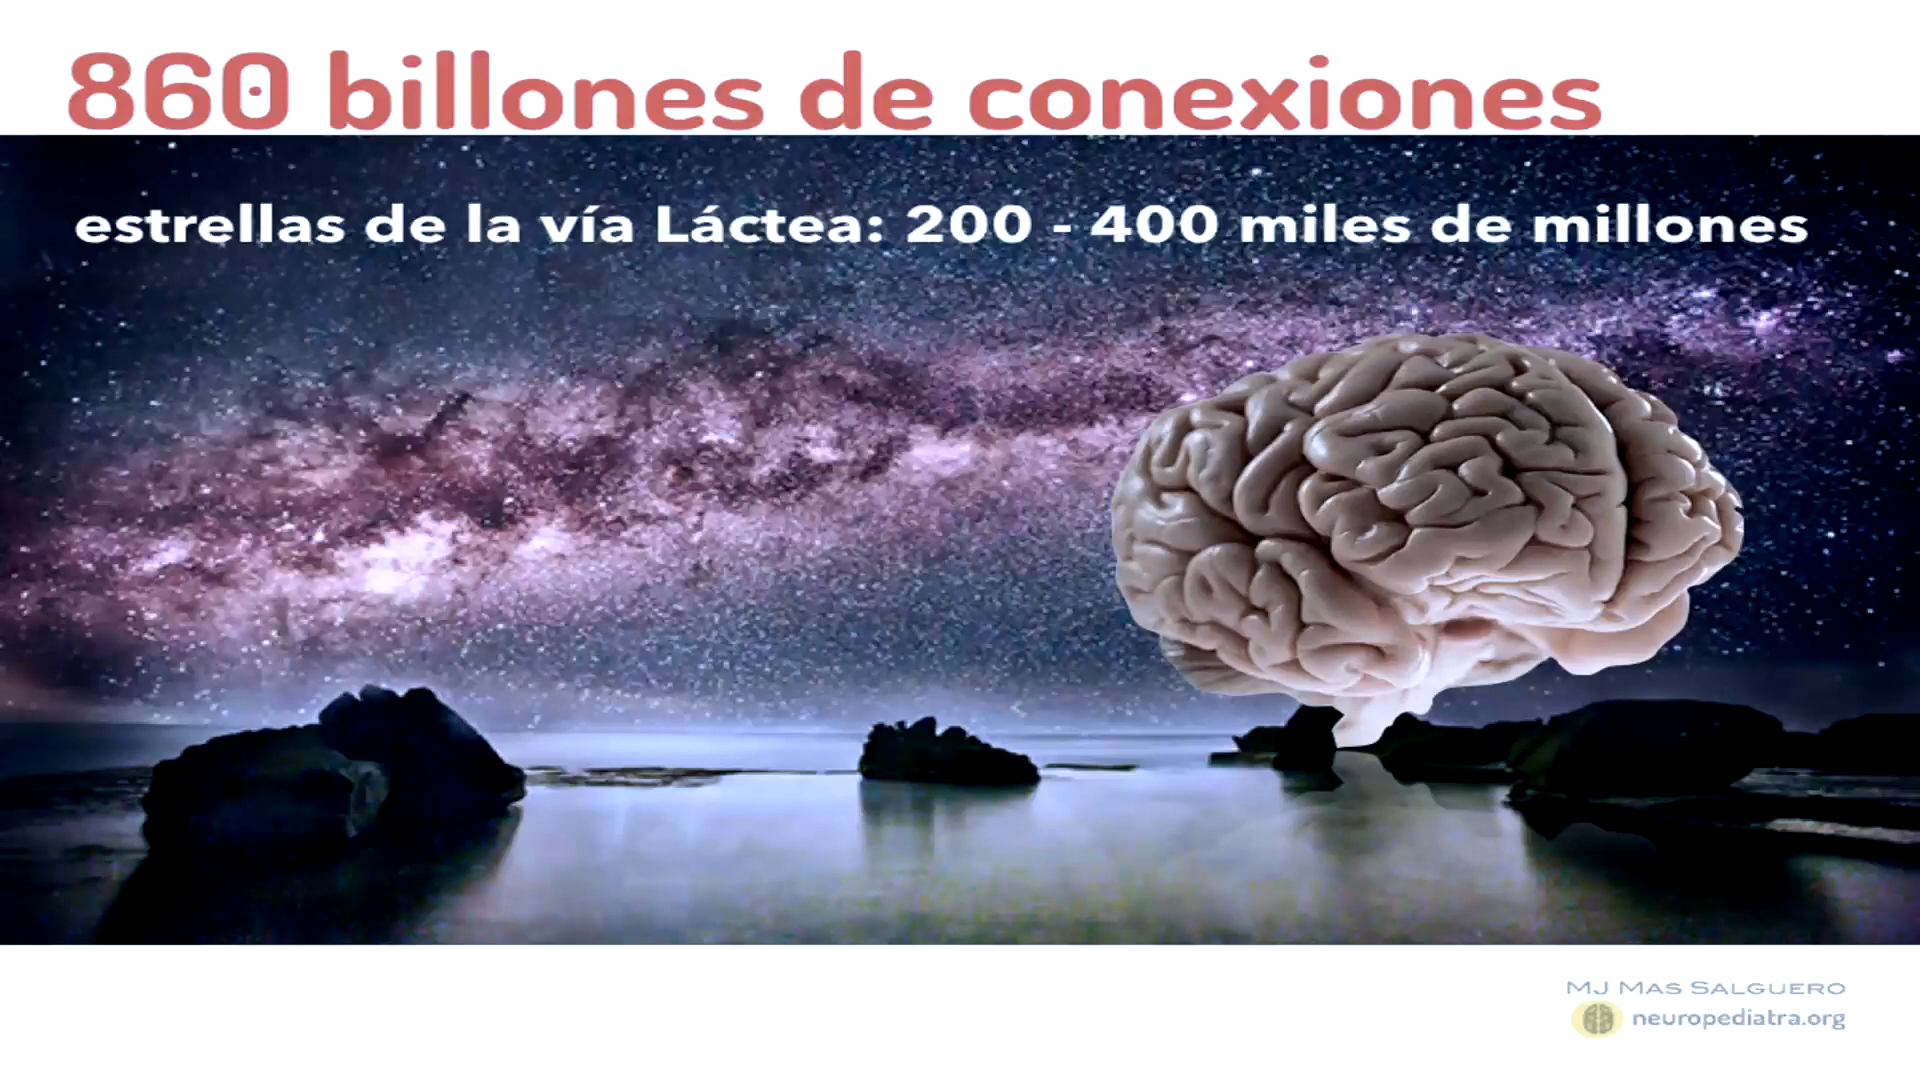 860 billones de conexiones
estrellas de la vía Láctea: 200 - 400 miles de millones
MJ MAS SALGUERO
neuropediatra.org